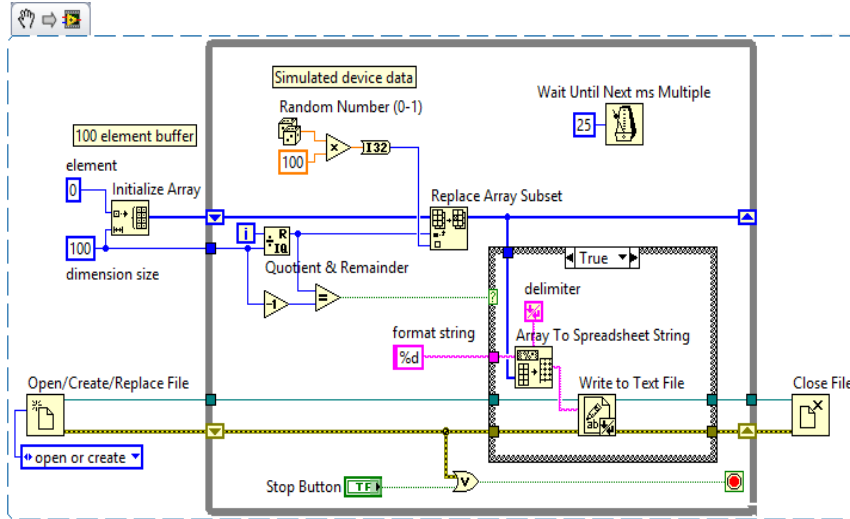 Simulated device data
Random Number (0-1)
Wait Until Next ms Multiple
25
100 element buffer
element
0
Initialize Array
100
I32
Replace Array Subset
100
dimension size
i
R
IQ
Quotient & Remainder
-1
=
True
?
delimiter
format string
%d
Array To Spreadsheet String
Open/Create/Replace File
Write to Text File
Close File
ab
open or create
Stop Button
TF
V